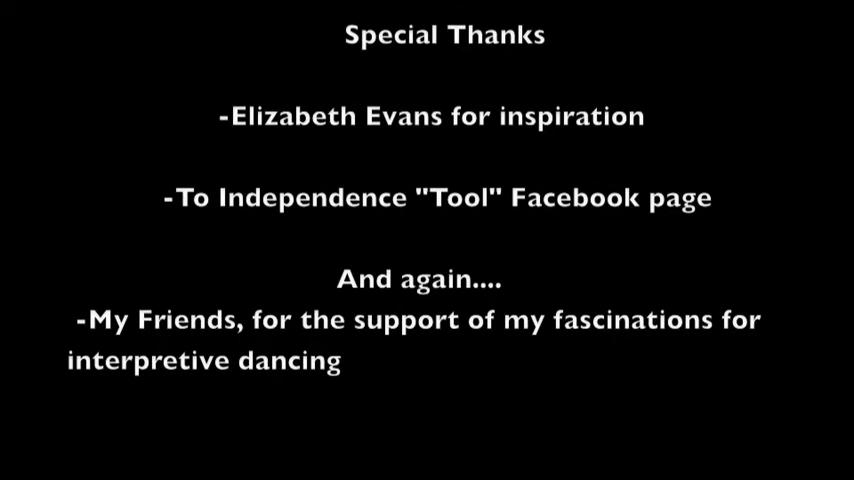 Special Thanks
-Elizabeth Evans for inspiration
-To Independence "Tool" Facebook page
And again....
-My Friends, for the support of my fascinations for
interpretive dancing